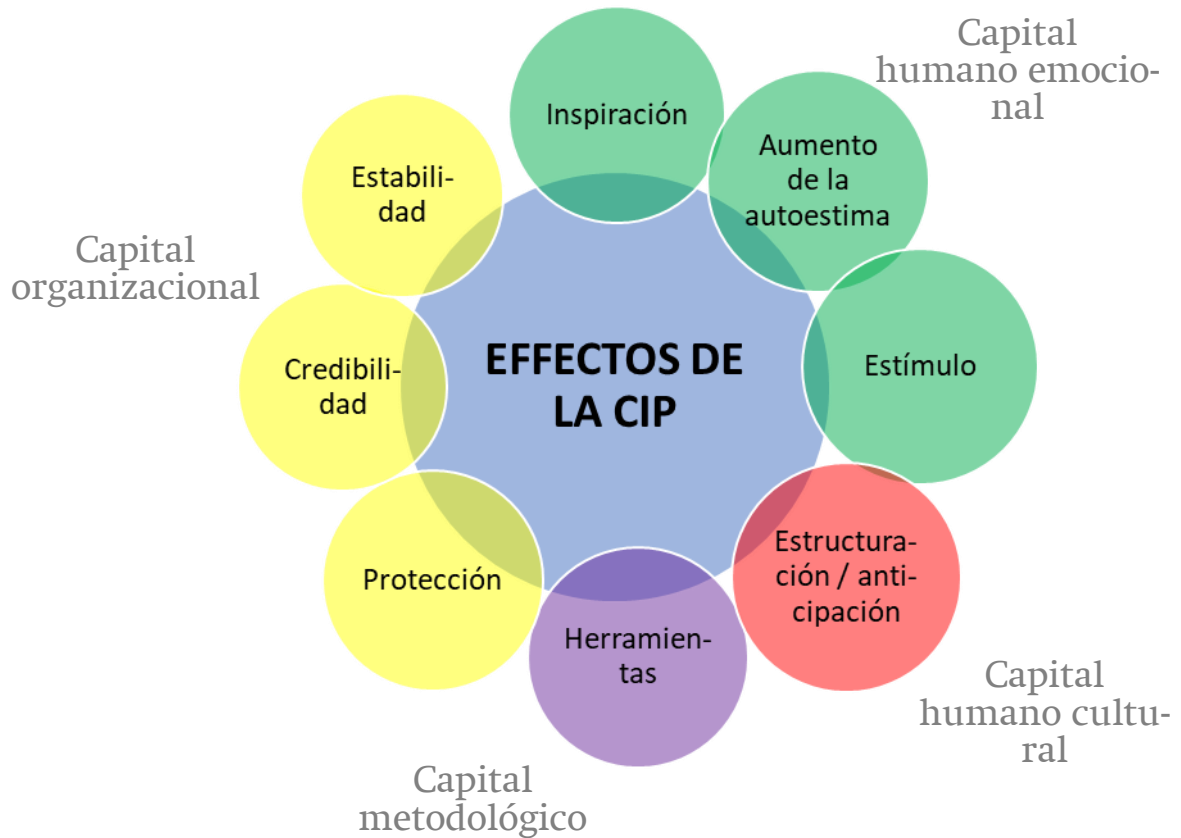 Capital
humano emocio-
nal
Inspiración
Aumento
de la
autoestima
Estabili-
dad
Capital
organizacional
EFFECTOS DE
LA CIP
Estímulo
Credibili-
dad
Estructura-
ción / anti-
cipación
Protección
Herramien-
tas
Capital
humano cultu-
ral
Capital
metodológico